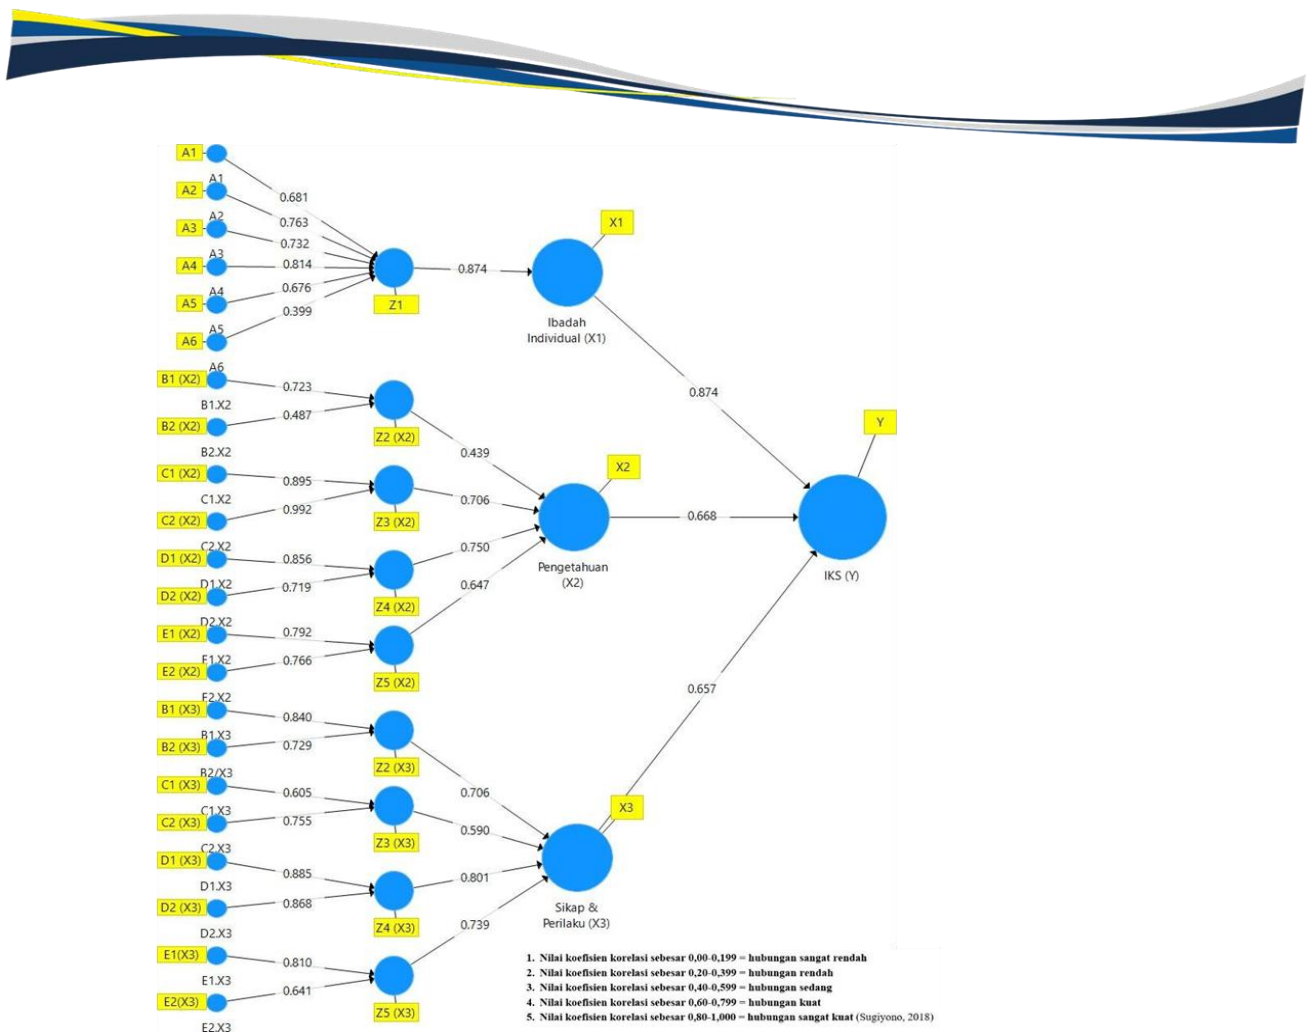 A1
A1
0.681
A2
A2
0.763
A3
A3
0.732
A4
A4
0.814
A5
A5
0.676
A6
A6
0.399
Z1
0.874
X1
Ibadah
Individual (X1)
0.874
B1 (X2)
B1.X2
0.723
B2 (X2)
B2.X2
0.487
Z2 (X2)
0.439
C1 (X2)
C1.X2
0.895
C2 (X2)
C2.X2
0.992
Z3 (X2)
0.706
D1 (X2)
D1.X2
0.856
D2 (X2)
D2.X2
0.719
Z4 (X2)
0.750
E1 (X2)
E1.X2
0.792
E2 (X2)
E2.X2
0.766
Z5 (X2)
0.647
X2
Pengetahuan
(X2)
0.668
Y
IKS (Y)
B1 (X3)
B1.X3
0.840
B2 (X3)
B2/X3
0.729
Z2 (X3)
0.706
C1 (X3)
C1.X3
0.605
C2 (X3)
C2.X3
0.755
Z3 (X3)
0.590
D1 (X3)
D1.X3
0.885
D2 (X3)
D2.X3
0.868
Z4 (X3)
0.801
E1(X3)
E1.X3
0.810
E2(X3)
E2.X3
0.641
Z5 (X3)
0.739
X3
Sikap &
Perilaku (X3)
0.657
1. Nilai koefisien korelasi sebesar 0,00-0,199 = hubungan sangat rendah
2. Nilai koefisien korelasi sebesar 0,20-0,399 = hubungan rendah
3. Nilai koefisien korelasi sebesar 0,40-0,599 = hubungan sedang
4. Nilai koefisien korelasi sebesar 0,60-0,799 = hubungan kuat
5. Nilai koefisien korelasi sebesar 0,80-1,000 = hubungan sangat kuat (Sugiyono, 2018)